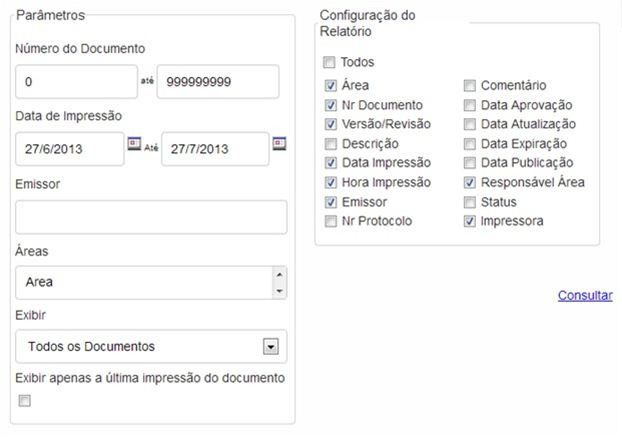 Parâmetros
Número do Documento
0 até 999999999
Data de Impressão
27/6/2013 Até 27/7/2013
Emissor
Áreas
Area
Exibir
Todos os Documentos
Exibir apenas a última impressão do documento
Configuração do
Relatório
Todos
Área Comentário
Nr Documento Data Aprovação
Versão/Revisão Data Atualização
Descrição Data Expiração
Data Impressão Data Publicação
Hora Impressão Responsável Área
Emissor Status
Nr Protocolo Impressora
Consultar